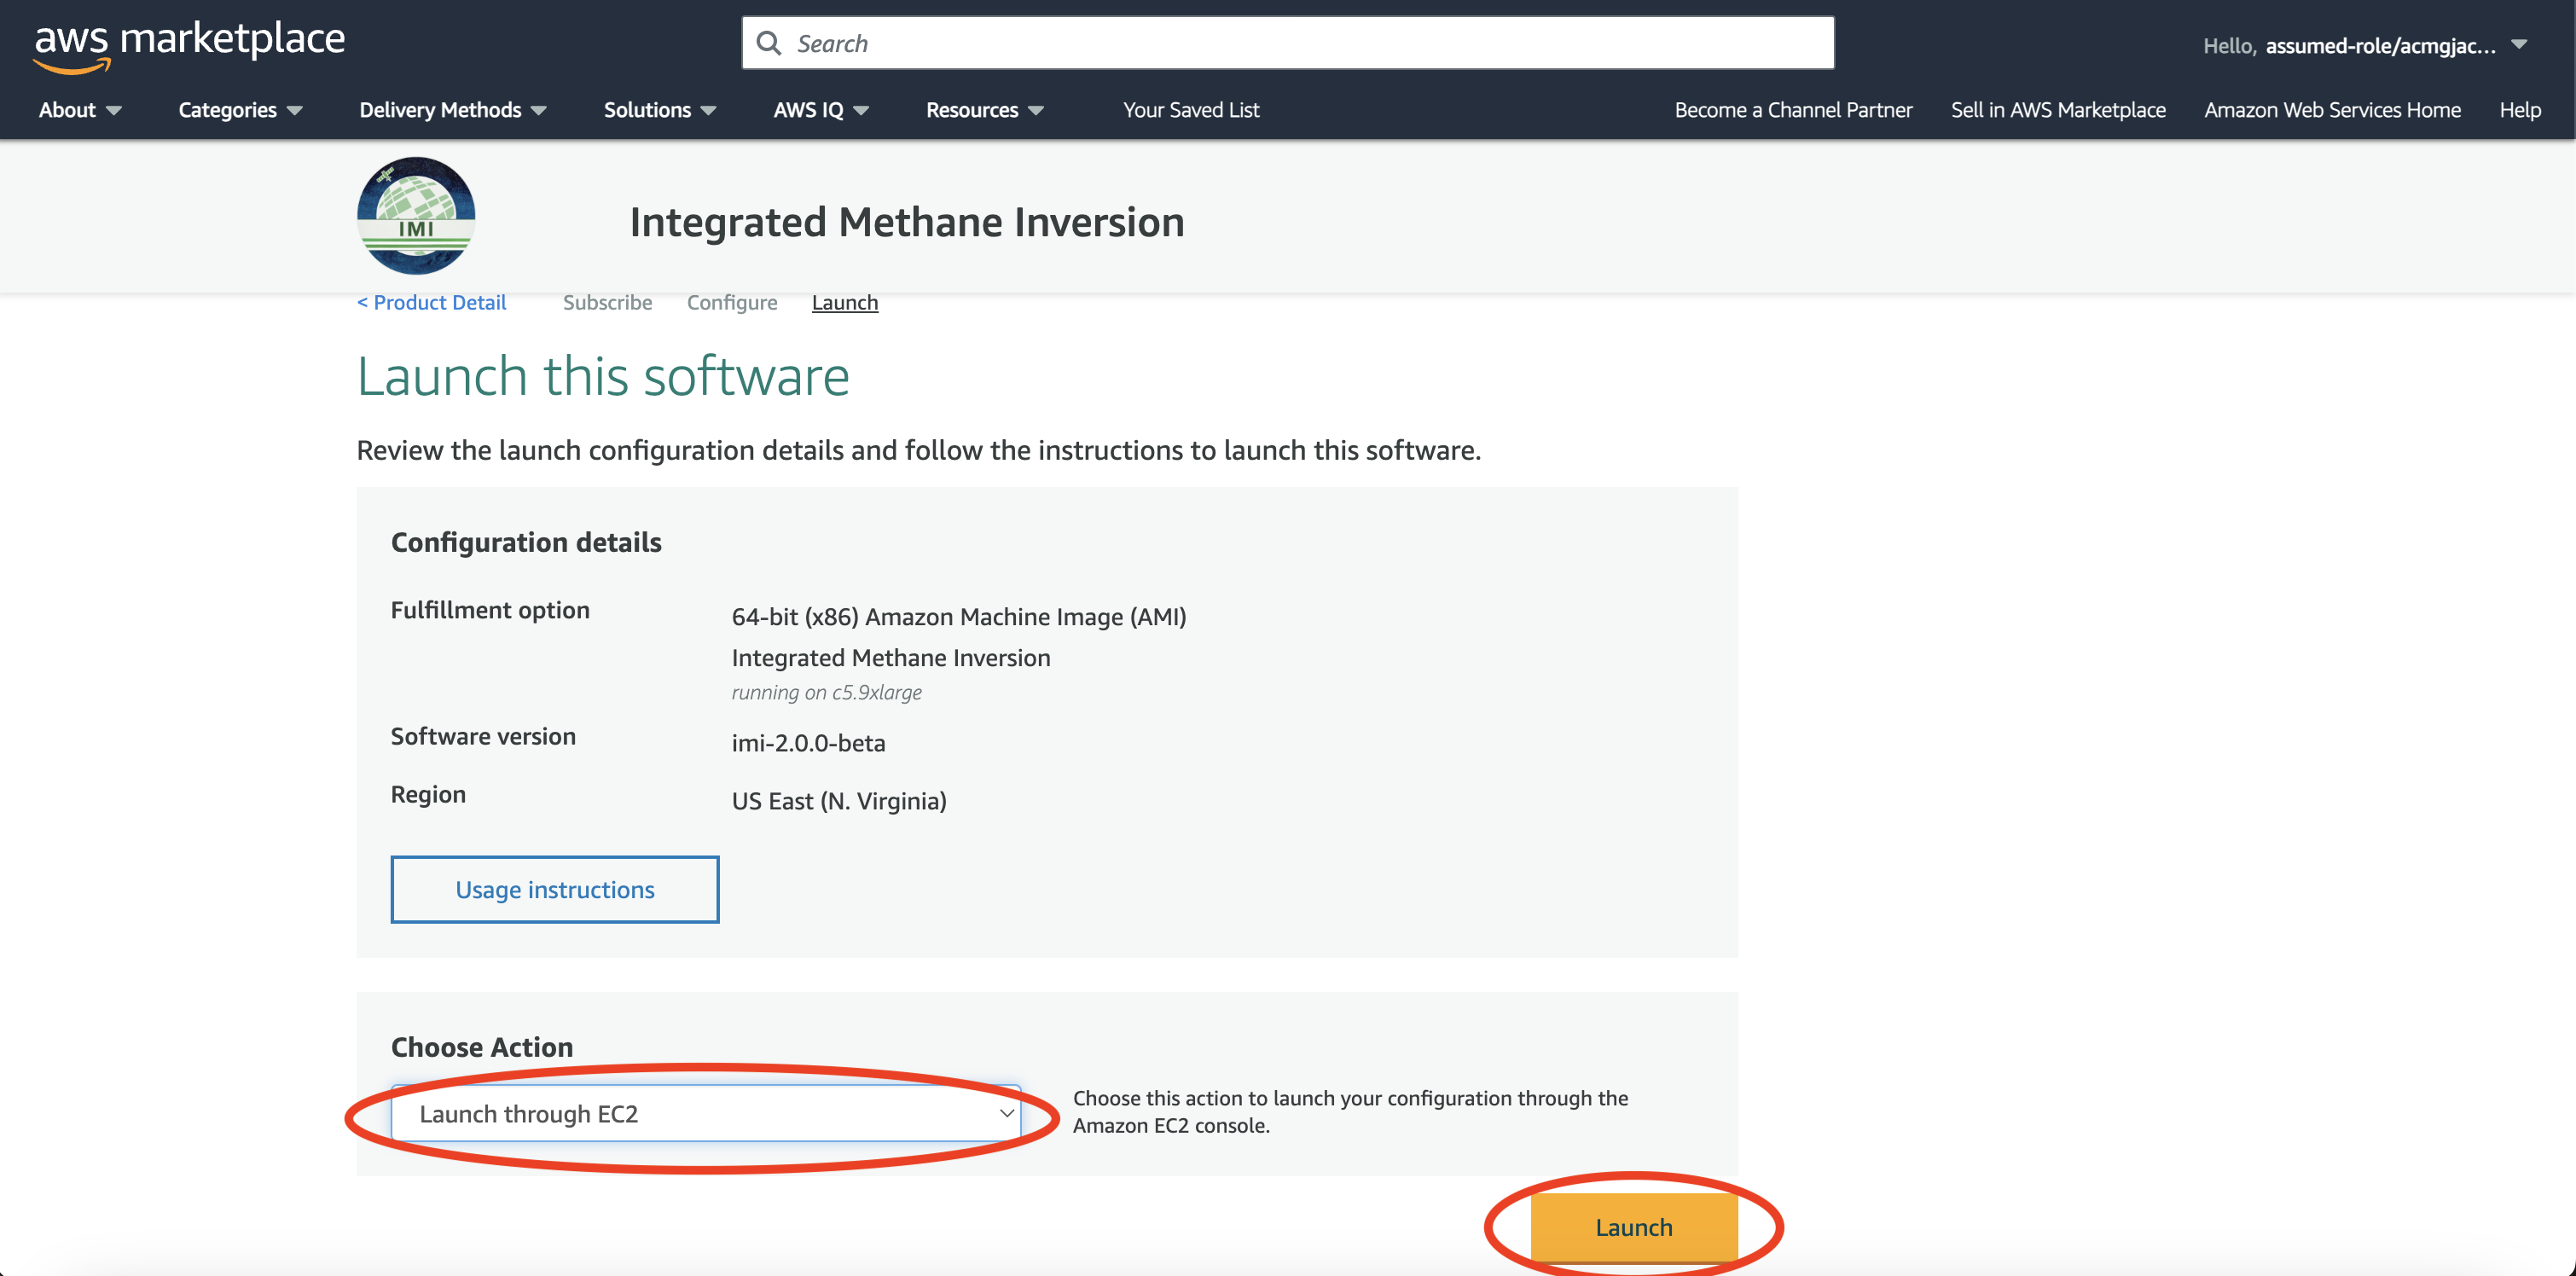 aws marketplace
Search
Hello, assumed-role/acmgjac...
About
Categories
Delivery Methods
Solutions
AWS IQ
Resources
Your Saved List
Become a Channel Partner
Sell in AWS Marketplace
Amazon Web Services Home
Help
IMI
Integrated Methane Inversion
< Product Detail
Subscribe
Configure
Launch
Launch this software
Review the launch configuration details and follow the instructions to launch this software.
Configuration details
Fulfillment option
64-bit (x86) Amazon Machine Image (AMI)
Integrated Methane Inversion
running on c5.9xlarge
Software version
imi-2.0.0-beta
Region
US East (N. Virginia)
Usage instructions
Choose Action
Launch through EC2
Choose this action to launch your configuration through the
Amazon EC2 console.
Launch